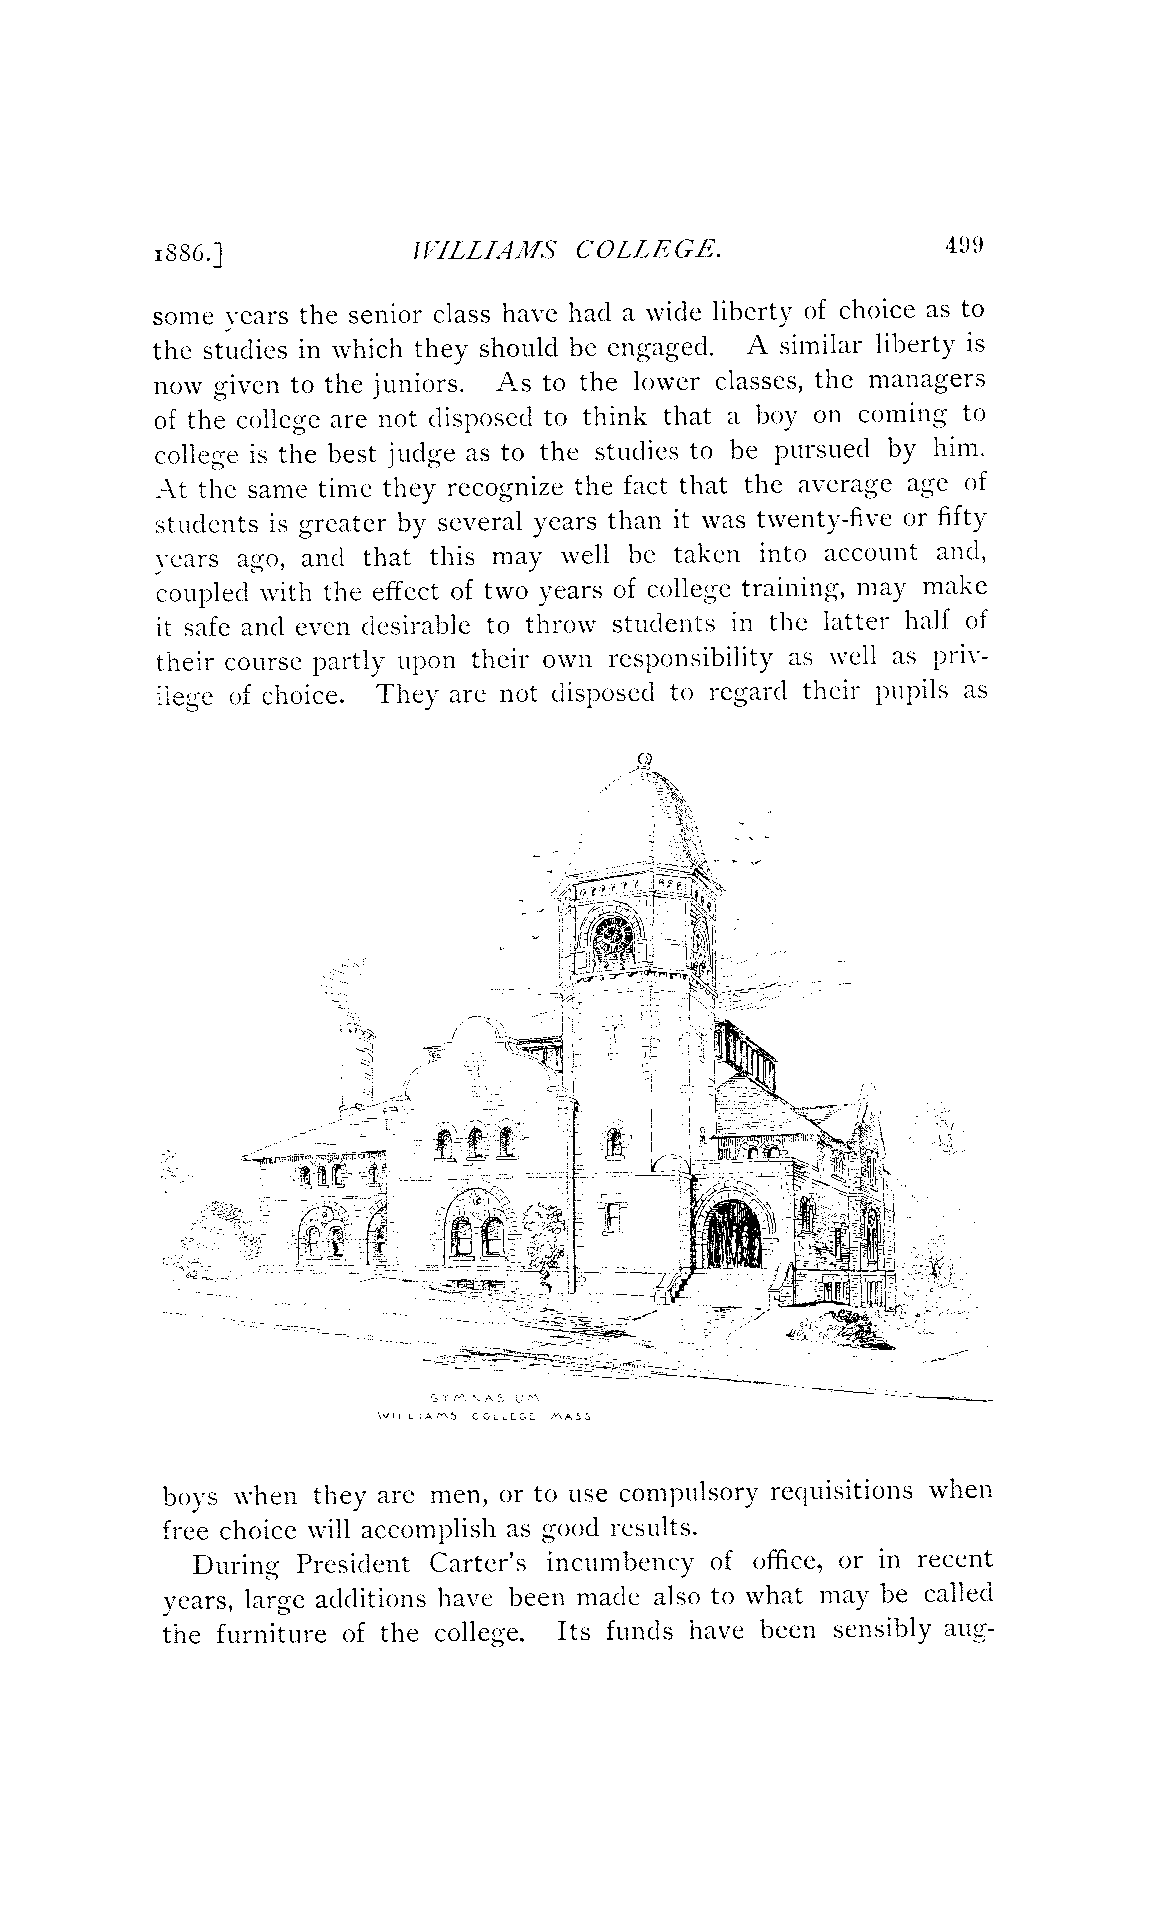 1886.] WILLIAMS COLLEGE. 499
some years the senior class have had a wide liberty of choice as to
the studies in which they should be engaged. A similar liberty is
now given to the juniors. As to the lower classes, the managers
of the college are not disposed to think that a boy on coming to
college is the best judge as to the studies to be pursued by him.
At the same time they recognize the fact that the average age of
students is greater by several years than it was twenty-five or fifty
years ago, and that this may well be taken into account and,
coupled with the effect of two years of college training, may make
it safe and even desirable to throw students in the latter half of
their course partly upon their own responsibility as well as priv-
ilege of choice. They are not disposed to regard their pupils as
GYMNASIUM
WILLIAMS COLLEGE MASS
boys when they are men, or to use compulsory requisitions when
free choice will accomplish as good results.
During President Carter's incumbency of office, or in recent
years, large additions have been made also to what may be called
the furniture of the college. Its funds have been sensibly aug-